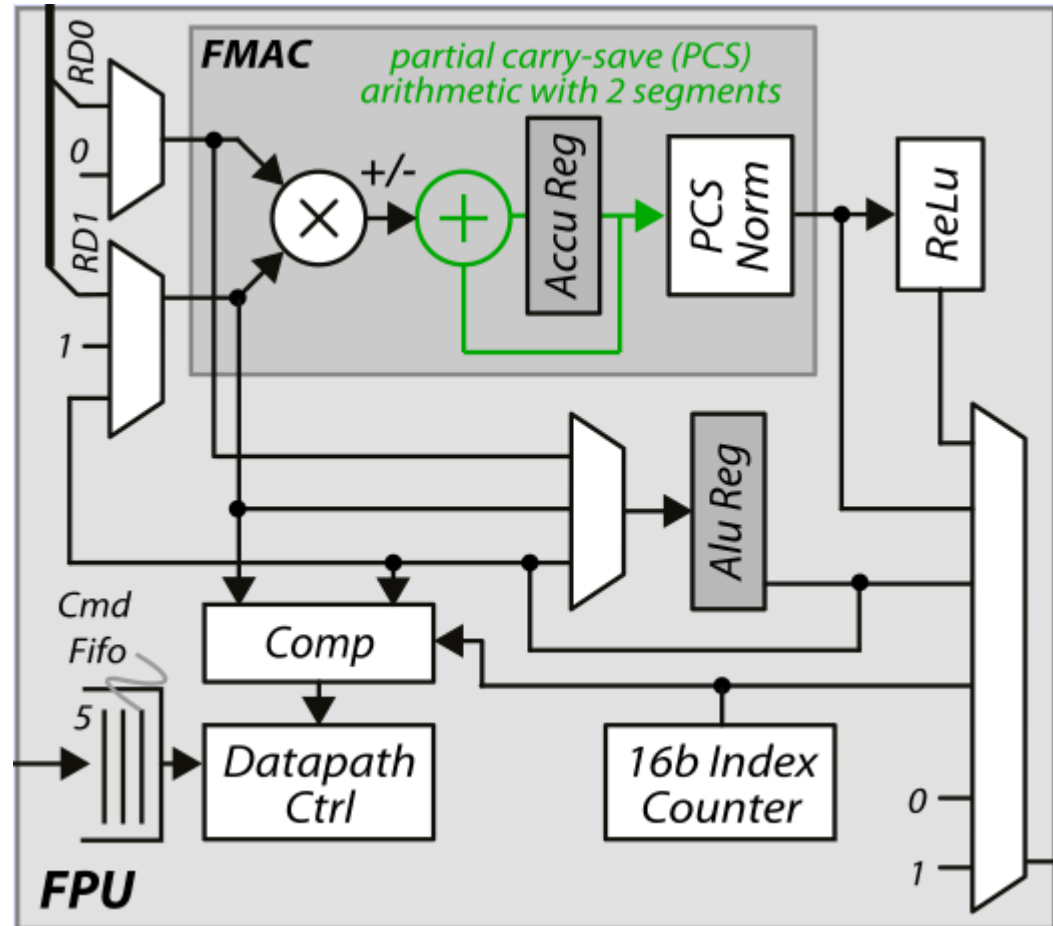 RD0
FMAC
partial carry-save (PCS)
arithmetic with 2 segments
0
+/-
Accu Reg
PCS
Norm
ReLu
RD1
1
Alu Reg
Cmd
Fifo
Comp
5
Datapath
Ctrl
16b Index
Counter
0
1
FPU